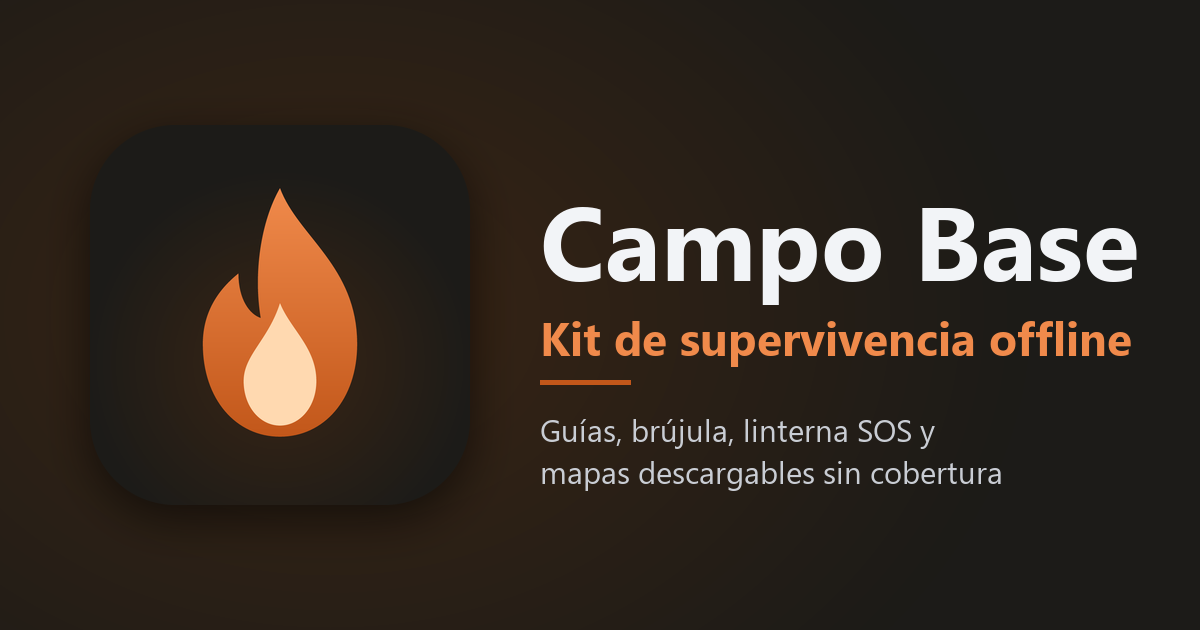 Campo Base
Kit de supervivencia offline
Guías, brújula, linterna SOS y
mapas descargables sin cobertura